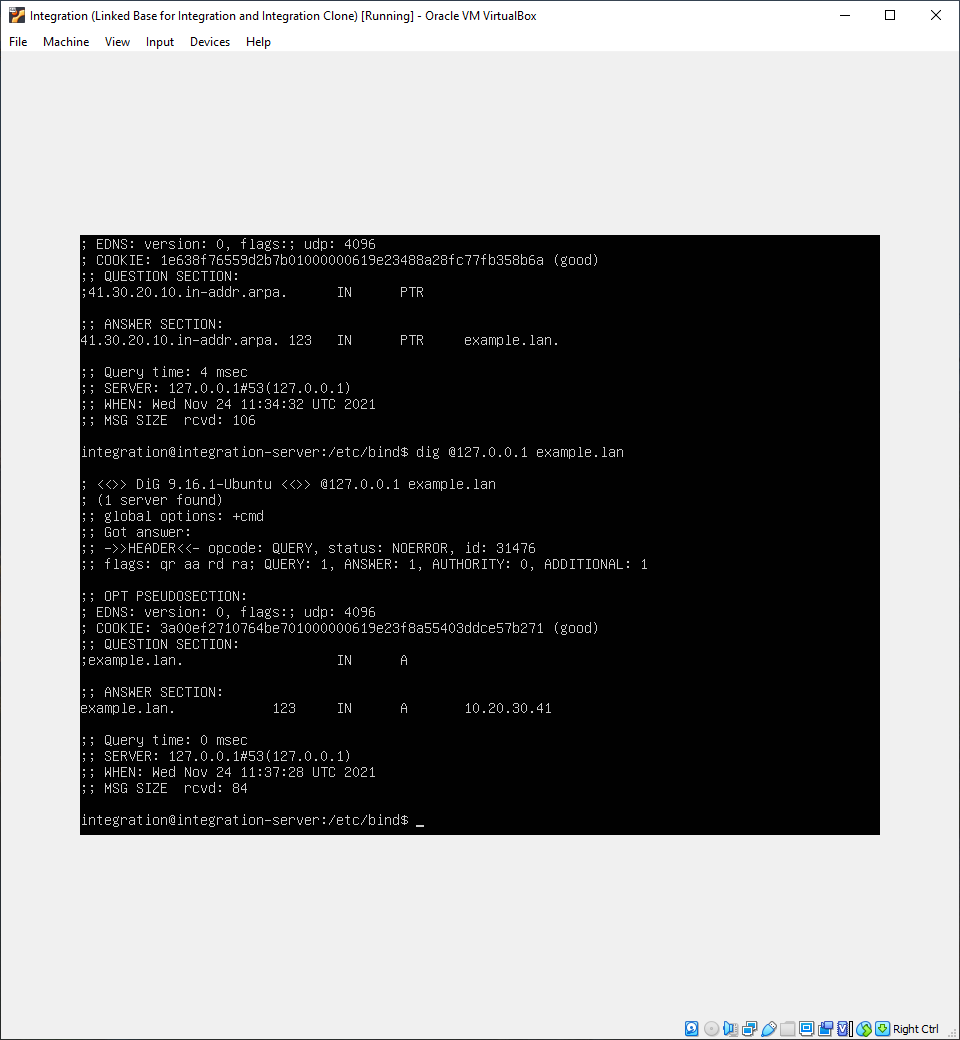 Integration (Linked Base for Integration and Integration Clone) [Running] - Oracle VM VirtualBox
File Machine View Input Devices Help
; EDNS: version: 0, flags:; udp: 4096
; COOKIE: 1e638f76559d2b7b01000000619e23488a28fc77fb358b6a (good)
;; QUESTION SECTION:
;41.30.20.10.in-addr.arpa. IN PTR
;; ANSWER SECTION:
41.30.20.10.in-addr.arpa. 123 IN PTR example.lan.
;; Query time: 4 msec
;; SERVER: 127.0.0.1#53(127.0.0.1)
;; WHEN: Wed Nov 24 11:34:32 UTC 2021
;; MSG SIZE rcvd: 106
integration@integration-server:/etc/bind$ dig @127.0.0.1 example.lan
; <<>> DiG 9.16.1-Ubuntu <<>> @127.0.0.1 example.lan
; (1 server found)
;; global options: +cmd
;; Got answer:
;; ->>HEADER<<- opcode: QUERY, status: NOERROR, id: 31476
;; flags: qr aa rd ra; QUERY: 1, ANSWER: 1, AUTHORITY: 0, ADDITIONAL: 1
;; OPT PSEUDOSECTION:
; EDNS: version: 0, flags:; udp: 4096
; COOKIE: 3a00ef2710764be701000000619e23f8a55403ddce57b271 (good)
;; QUESTION SECTION:
;example.lan. IN A
;; ANSWER SECTION:
example.lan. 123 IN A 10.20.30.41
;; Query time: 0 msec
;; SERVER: 127.0.0.1#53(127.0.0.1)
;; WHEN: Wed Nov 24 11:37:28 UTC 2021
;; MSG SIZE rcvd: 84
integration@integration-server:/etc/bind$ _
Right Ctrl